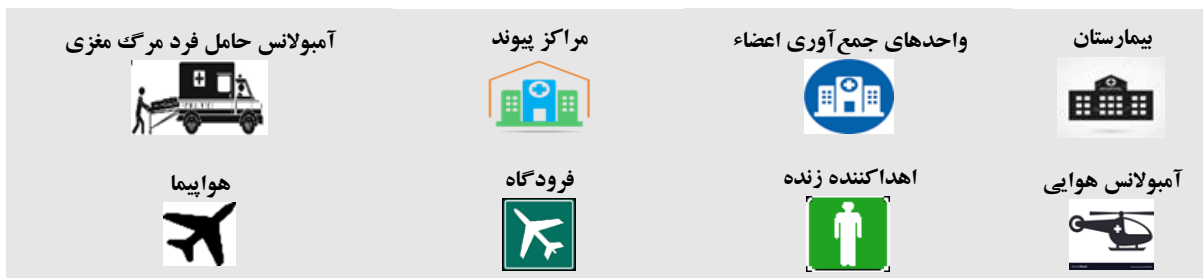 بیمارستان
واحدهای جمع‌آوری اعضاء
مراکز پیوند
آمبولانس حامل فرد مرگ مغزی
آمبولانس هوایی
اهداکننده زنده
فرودگاه
هواپیما